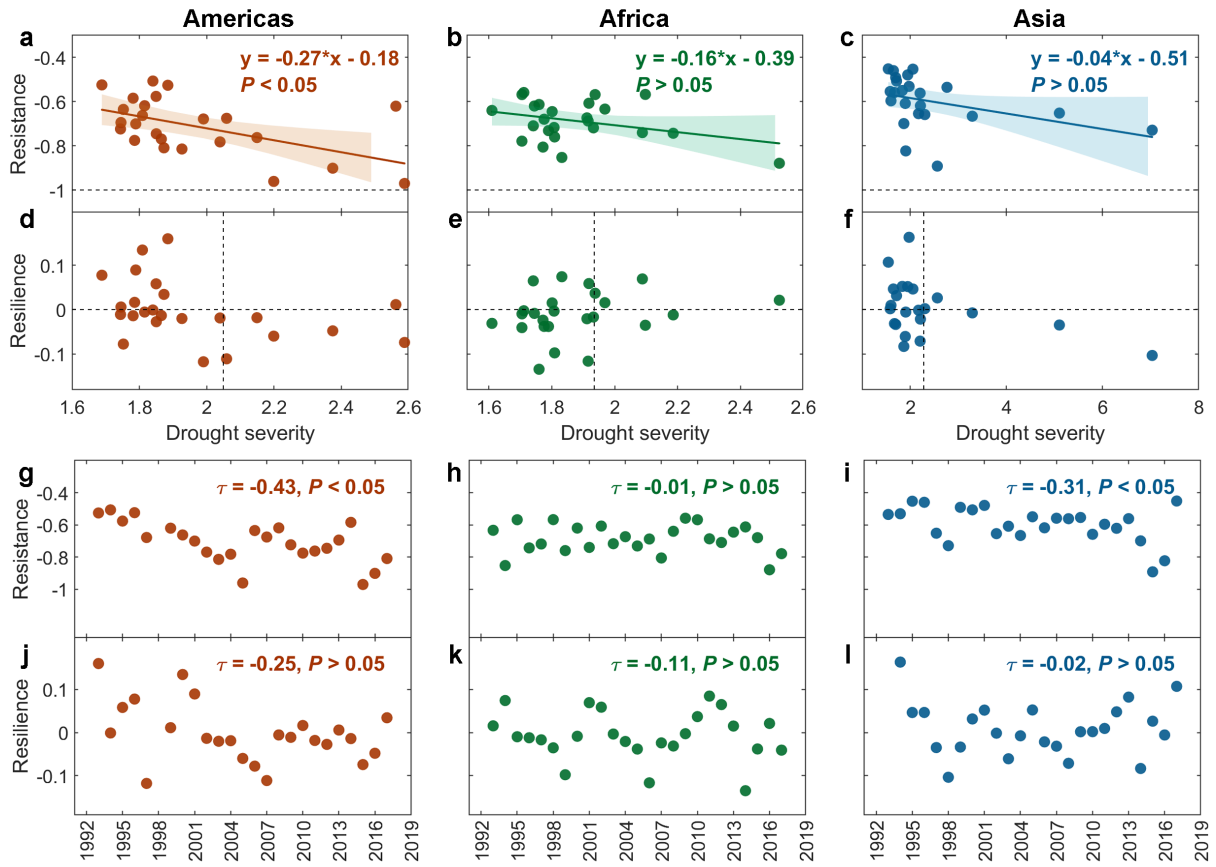 Americas Africa Asia
a b c
y = -0.27*x - 0.18 y = -0.16*x - 0.39 y = -0.04*x - 0.51
P < 0.05 P > 0.05 P > 0.05
Resistance
-0.4
-0.6
-0.8
-1
d e f
Resilience
0.1
0
-0.1
1.6 1.8 2 2.2 2.4 2.6 1.6 1.8 2 2.2 2.4 2.6 2 4 6 8
Drought severity Drought severity Drought severity
g h i
τ = -0.43, P < 0.05 τ = -0.01, P > 0.05 τ = -0.31, P < 0.05
Resistance
-0.4
-0.6
-0.8
-1
j k l
τ = -0.25, P > 0.05 τ = -0.11, P > 0.05 τ = -0.02, P > 0.05
Resilience
0.1
0
-0.1
1992 1995 1998 2001 2004 2007 2010 2013 2016 2019 1992 1995 1998 2001 2004 2007 2010 2013 2016 2019 1992 1995 1998 2001 2004 2007 2010 2013 2016 2019